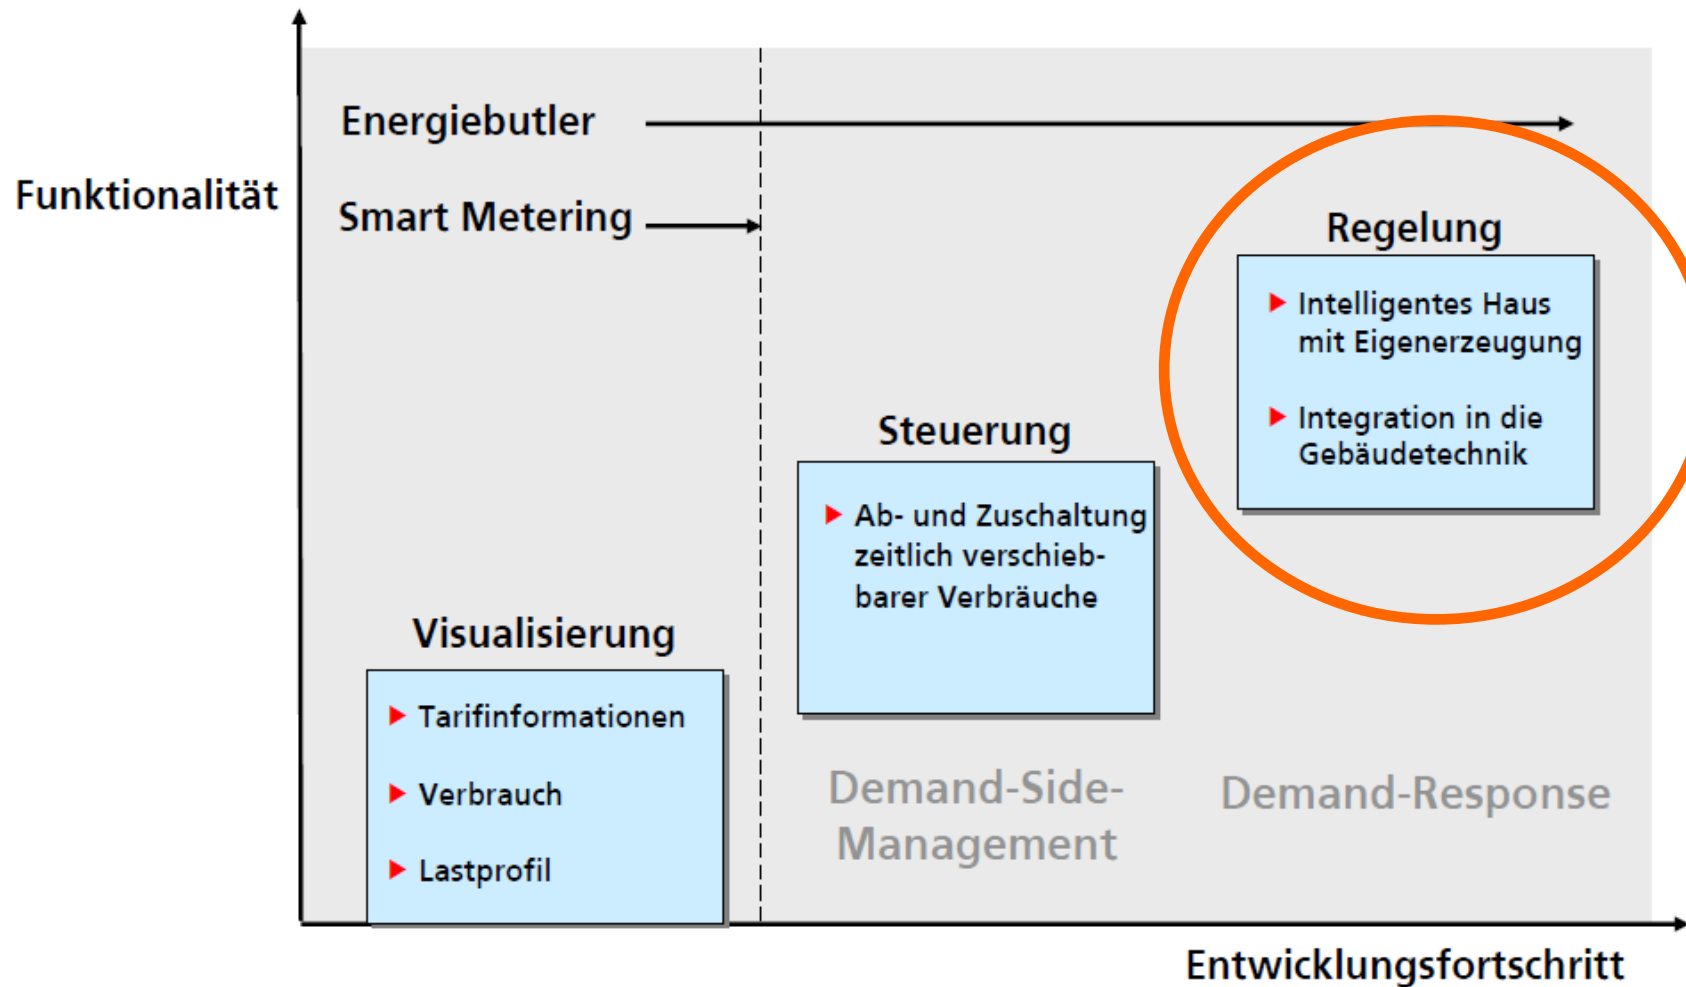 Energiebutler
Funktionalität
Smart Metering
Regelung
Intelligentes Haus
mit Eigenerzeugung
Integration in die
Gebäudetechnik
Steuerung
Ab- und Zuschaltung
zeitlich verschieb-
barer Verbräuche
Visualisierung
Tarifinformationen
Verbrauch
Lastprofil
Demand-Side-
Management
Demand-Response
Entwicklungsfortschritt